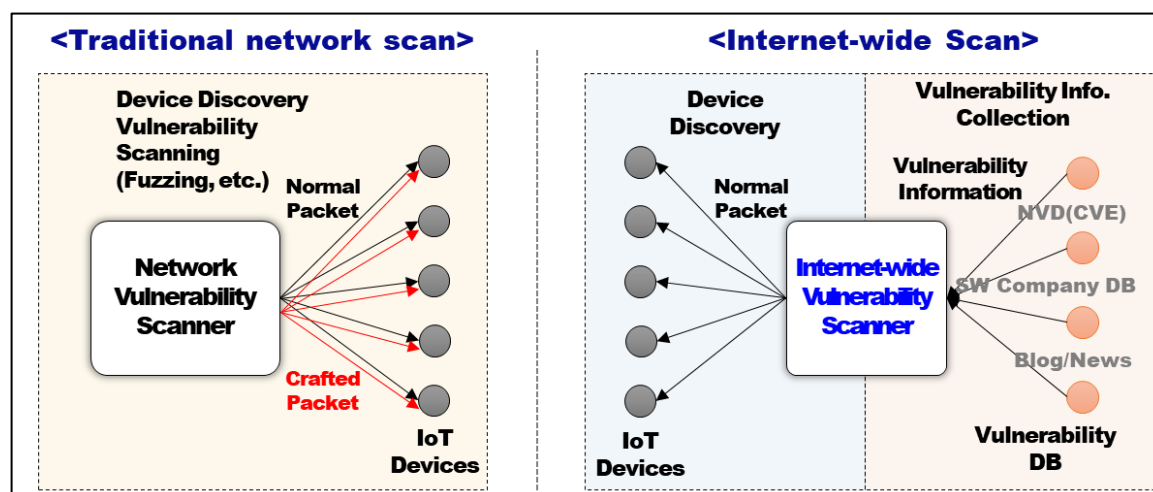 <Traditional network scan>
Device Discovery
Vulnerability
Scanning
(Fuzzing, etc.)
Normal
Packet
Network
Vulnerability
Scanner
Crafted
Packet
IoT
Devices
<Internet-wide Scan>
Device
Discovery
Normal
Packet
IoT
Devices
Internet-wide
Vulnerability
Scanner
Vulnerability Info.
Collection
Vulnerability
Information
NVD(CVE)
SW Company DB
Blog/News
Vulnerability
DB